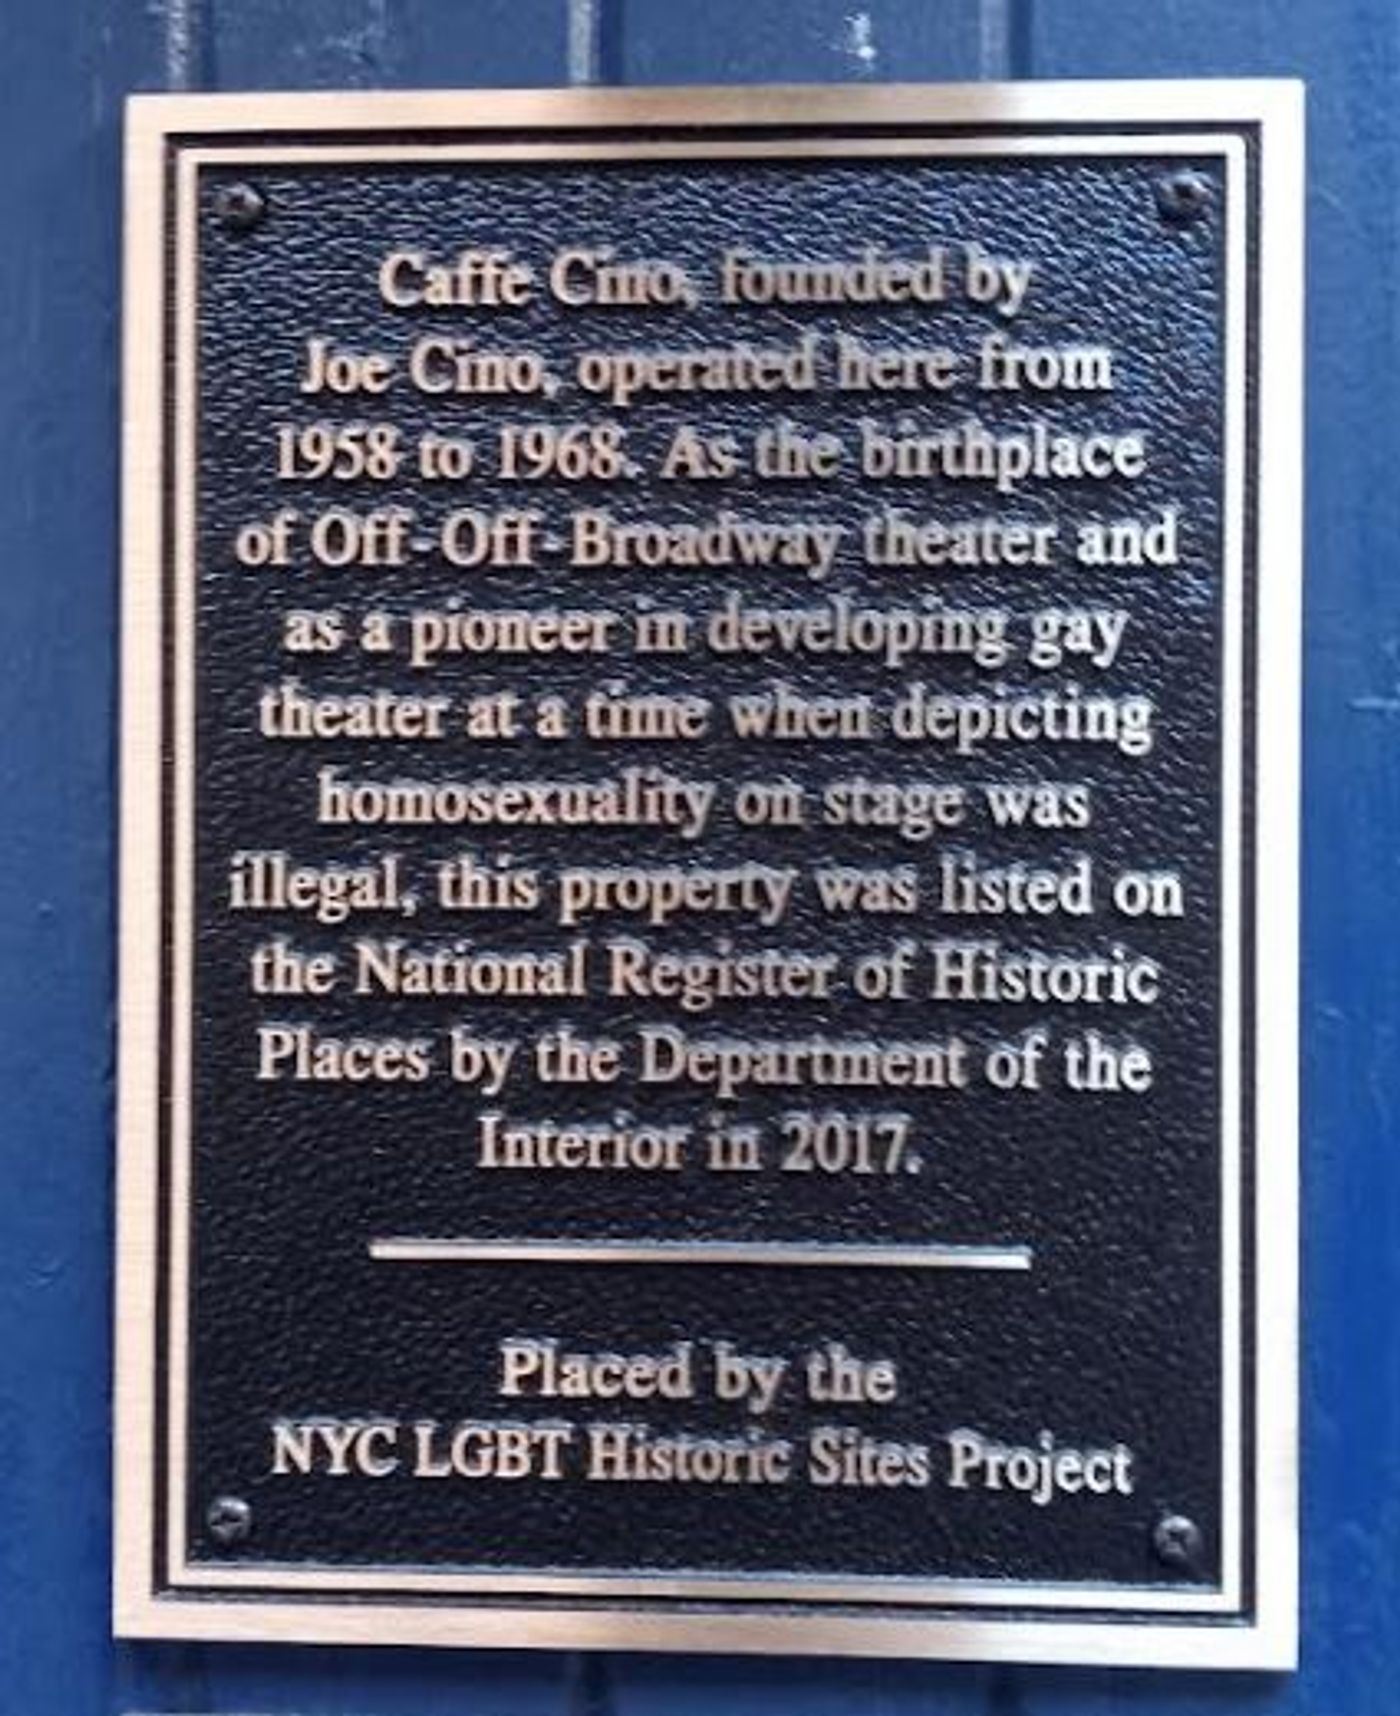 Caffe Cino, founded by
Joe Cino, operated here from
1958 to 1968. As the birthplace
of Off-Off-Broadway theater and
as a pioneer in developing gay
theater at a time when depicting
homosexuality on stage was
illegal, this property was listed on
the National Register of Historic
Places by the Department of the
Interior in 2017.
Placed by the
NYC LGBT Historic Sites Project